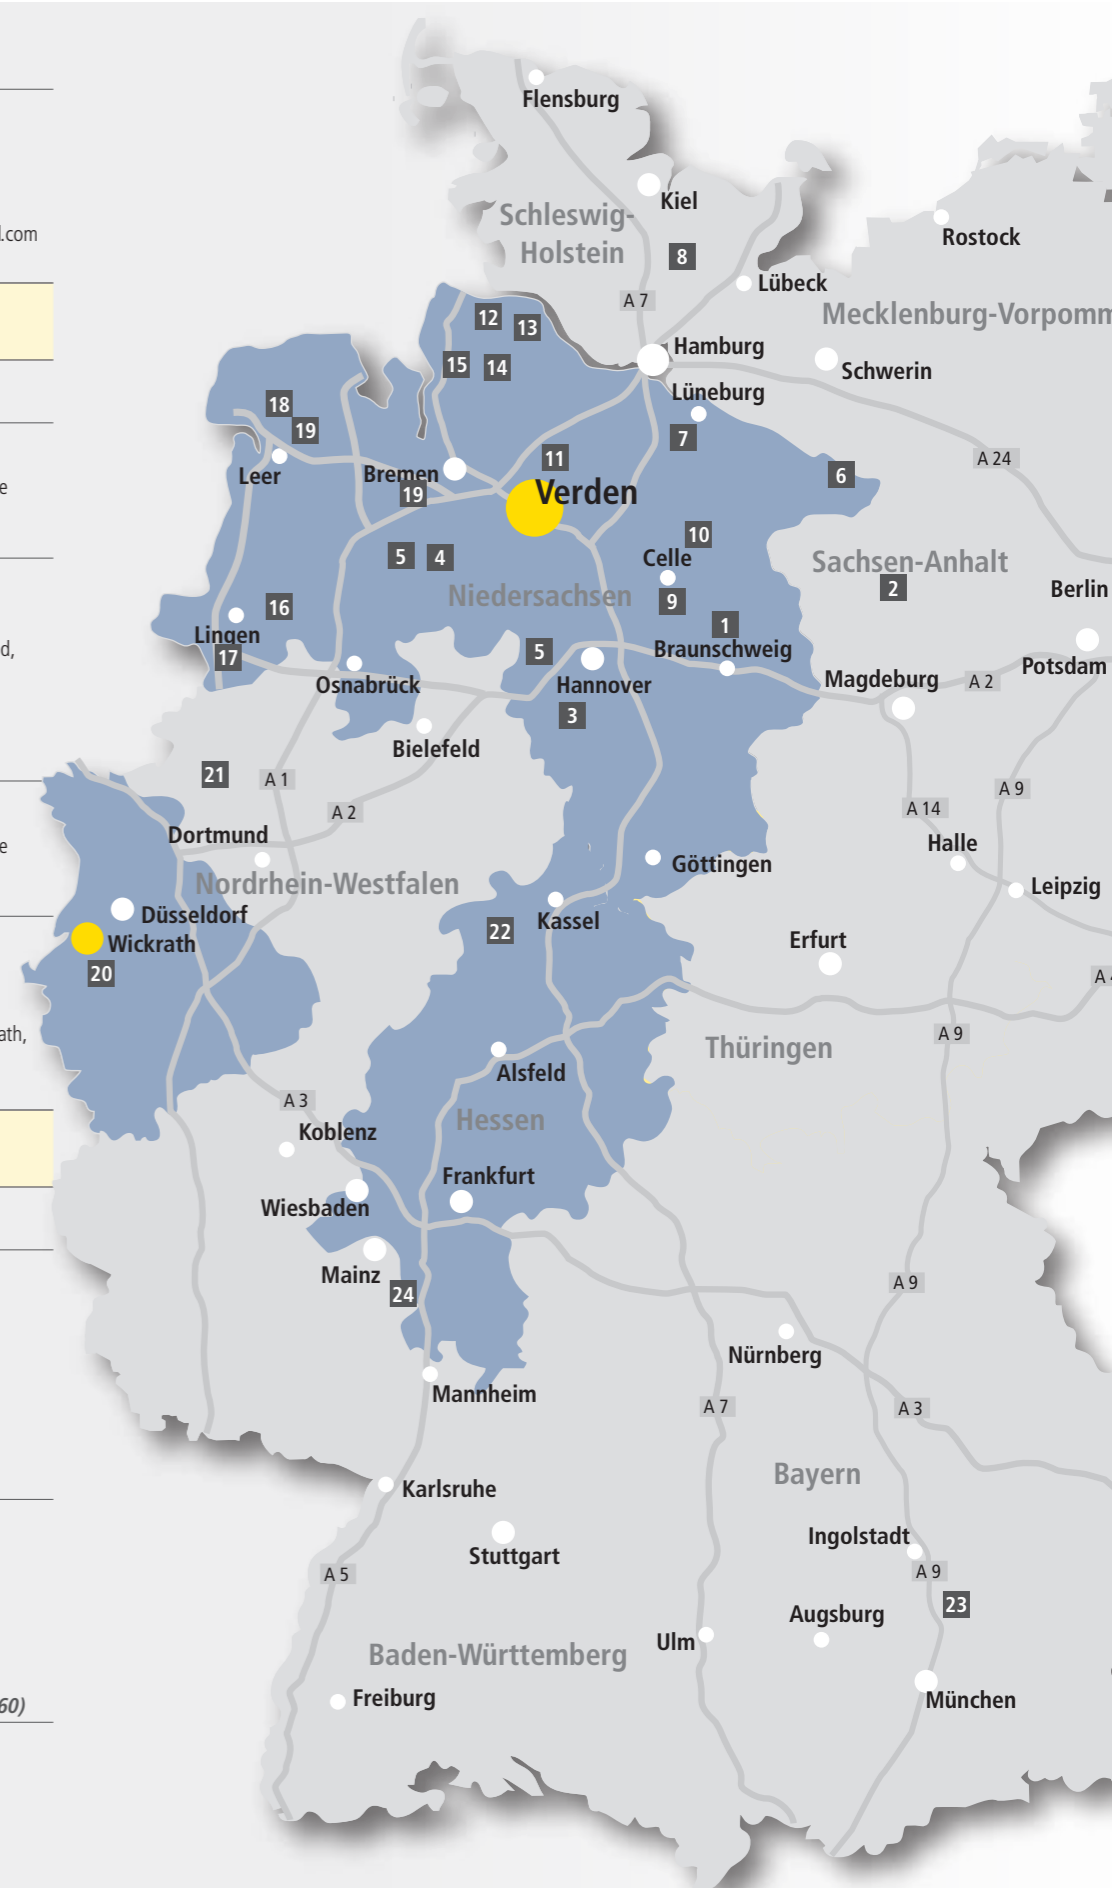 Flensburg
Kiel
Schleswig-
Holstein
Rostock
.com
8
Lübeck
A 7
Mecklenburg-Vorpomm
12
13
Hamburg
15
14
Schwerin
Lüneburg
18
19
7
11
A 24
Leer
Bremen
6
19
Verden
e
10
5
4
Celle
Sachsen-Anhalt
2
Berlin
Niedersachsen
9
16
1
Lingen
d,
17
5
Braunschweig
Potsdam
Osnabrück
Hannover
Magdeburg
A 2
3
Bielefeld
21
A 1
A 9
A 2
A 14
Dortmund
Halle
e
Göttingen
Nordrhein-Westfalen
Leipzig
Düsseldorf
Kassel
22
Wickrath
Erfurt
20
A 4
ath,
A 9
Thüringen
Alsfeld
A 3
Hessen
Koblenz
Frankfurt
Wiesbaden
Mainz
A 9
24
Nürnberg
Mannheim
A 7
A 3
Bayern
Karlsruhe
Ingolstadt
Stuttgart
A 5
A 9
23
Augsburg
Ulm
Baden-Württemberg
Freiburg
München
60)